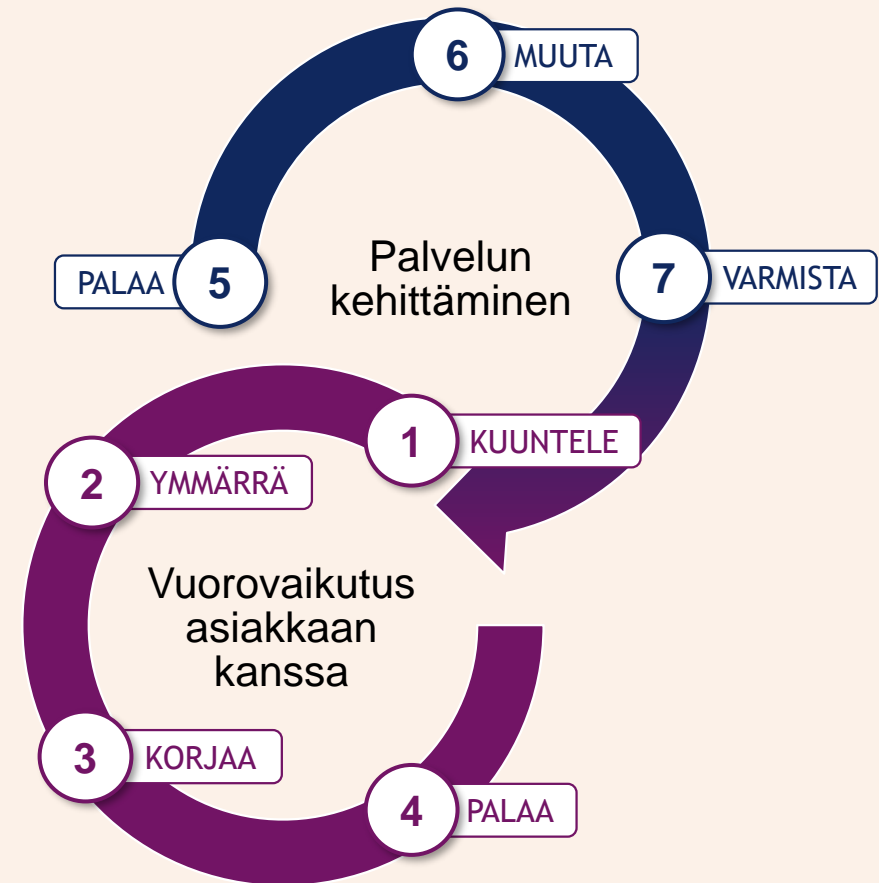 6 MUUTA
Palvelun
kehittäminen
PALAA 5
7 VARMISTA
1 KUUNTELE
2 YMMÄRRÄ
Vuorovaikutus
asiakkaan
kanssa
3 KORJAA
4 PALAA